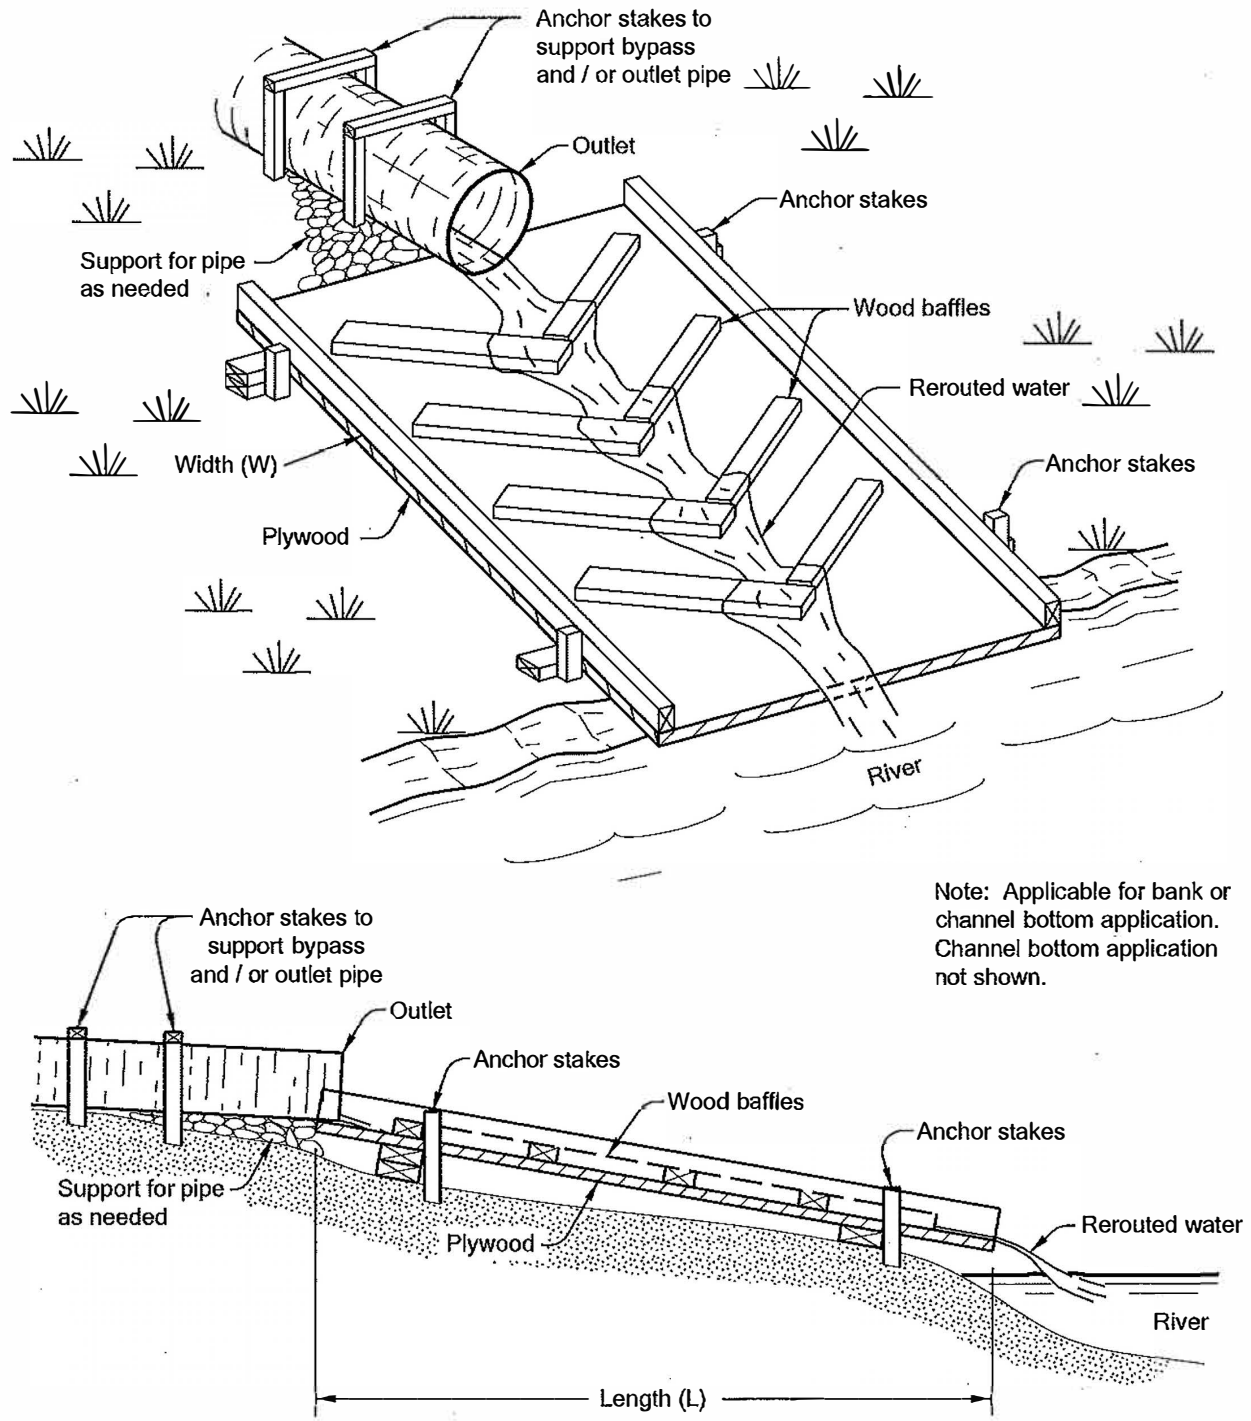 Anchor stakes to
support bypass
and / or outlet pipe
Outlet
Anchor stakes
Support for pipe
as needed
Wood baffles
Rerouted water
Width (W)
Anchor stakes
Plywood
River
Note: Applicable for bank or
channel bottom application.
Channel bottom application
not shown.
Anchor stakes to
support bypass
and / or outlet pipe
Outlet
Anchor stakes
Wood baffles
Anchor stakes
Support for pipe
as needed
Plywood
Rerouted water
River
Length (L)